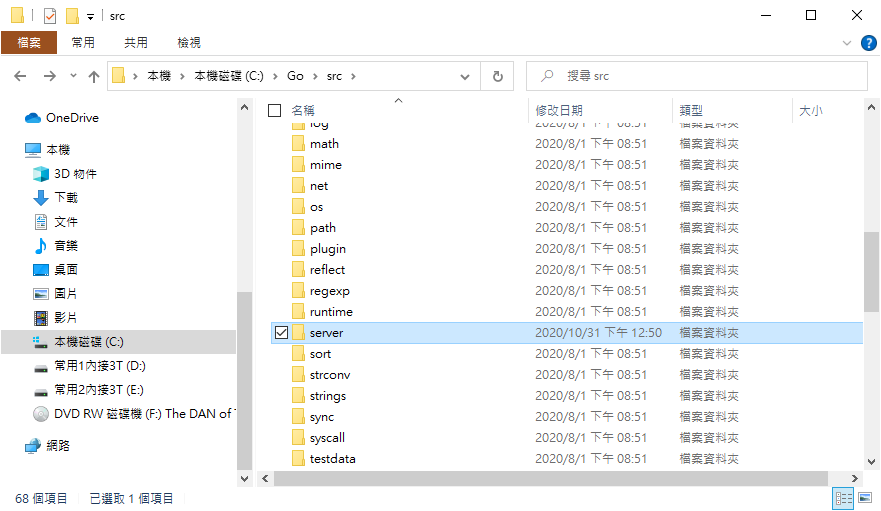 src
檔案 常用 共用 檢視
本機 本機磁碟 (C:) Go src 搜尋 src
OneDrive
本機
3D 物件
下載
文件
音樂
桌面
圖片
影片
本機磁碟 (C:)
常用1內接3T (D:)
常用2內接3T (E:)
DVD RW 磁碟機 (F:) The DAN of
網路
名稱 修改日期 類型 大小
log 2020/8/1 下午 08:51 檔案資料夾
math 2020/8/1 下午 08:51 檔案資料夾
mime 2020/8/1 下午 08:51 檔案資料夾
net 2020/8/1 下午 08:51 檔案資料夾
os 2020/8/1 下午 08:51 檔案資料夾
path 2020/8/1 下午 08:51 檔案資料夾
plugin 2020/8/1 下午 08:51 檔案資料夾
reflect 2020/8/1 下午 08:51 檔案資料夾
regexp 2020/8/1 下午 08:51 檔案資料夾
runtime 2020/8/1 下午 08:51 檔案資料夾
server 2020/10/31 下午 12:50 檔案資料夾
sort 2020/8/1 下午 08:51 檔案資料夾
strconv 2020/8/1 下午 08:51 檔案資料夾
strings 2020/8/1 下午 08:51 檔案資料夾
sync 2020/8/1 下午 08:51 檔案資料夾
syscall 2020/8/1 下午 08:51 檔案資料夾
testdata 2020/8/1 下午 08:51 檔案資料夾
68 個項目 已選取 1 個項目